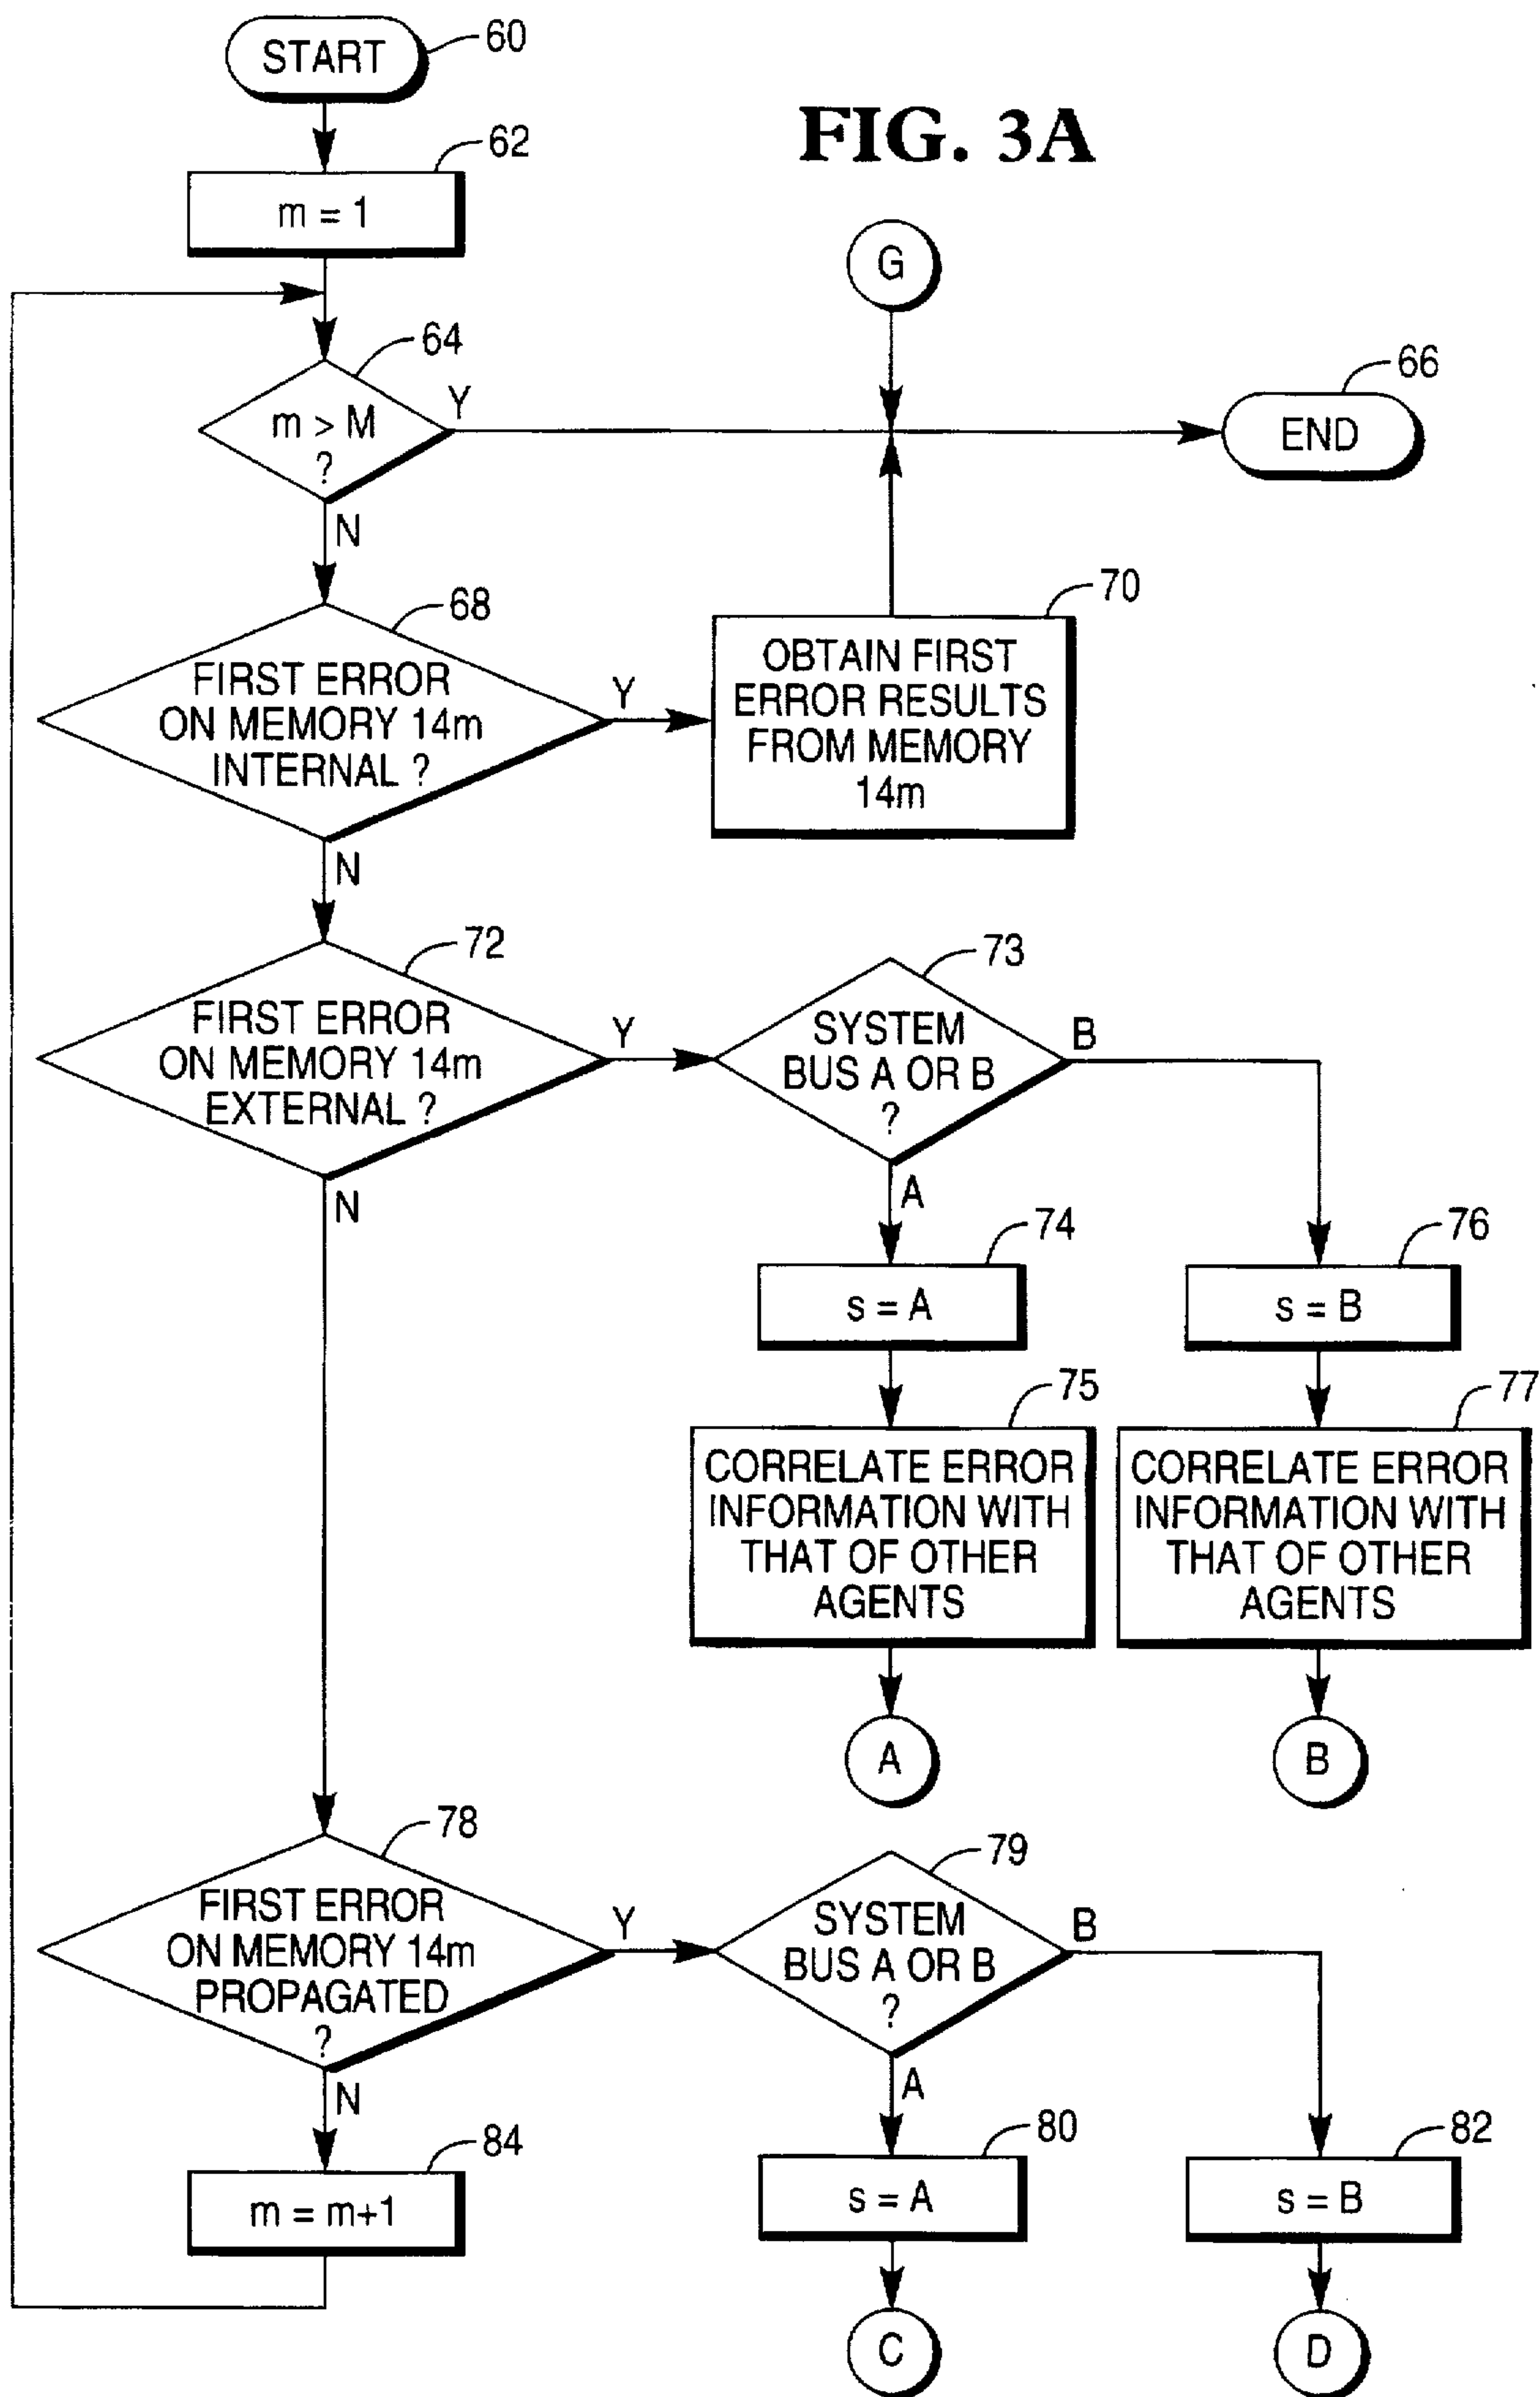 START
60
FIG. 3A
62
m = 1
G
64
m > M
?
Y
66
END
N
68
FIRST ERROR
ON MEMORY 14m
INTERNAL ?
Y
70
OBTAIN FIRST
ERROR RESULTS
FROM MEMORY
14m
N
72
FIRST ERROR
ON MEMORY 14m
EXTERNAL ?
Y
73
SYSTEM
BUS A OR B
?
B
N
A
74
s = A
76
s = B
75
CORRELATE ERROR
INFORMATION WITH
THAT OF OTHER
AGENTS
77
CORRELATE ERROR
INFORMATION WITH
THAT OF OTHER
AGENTS
A
B
78
FIRST ERROR
ON MEMORY 14m
PROPAGATED
?
Y
79
SYSTEM
BUS A OR B
?
B
N
A
84
m = m+1
80
s = A
82
s = B
C
D